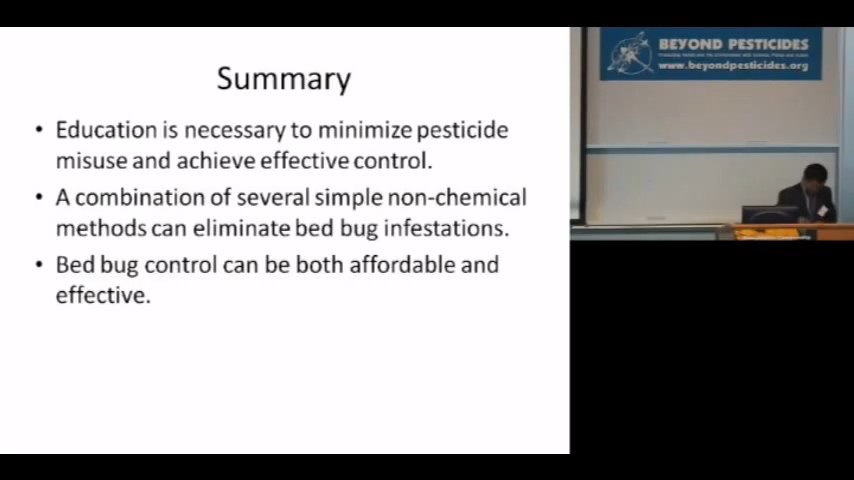 Summary
• Education is necessary to minimize pesticide
misuse and achieve effective control.
• A combination of several simple non-chemical
methods can eliminate bed bug infestations.
• Bed bug control can be both affordable and
effective.
BEYOND PESTICIDES
www.beyondpesticides.org